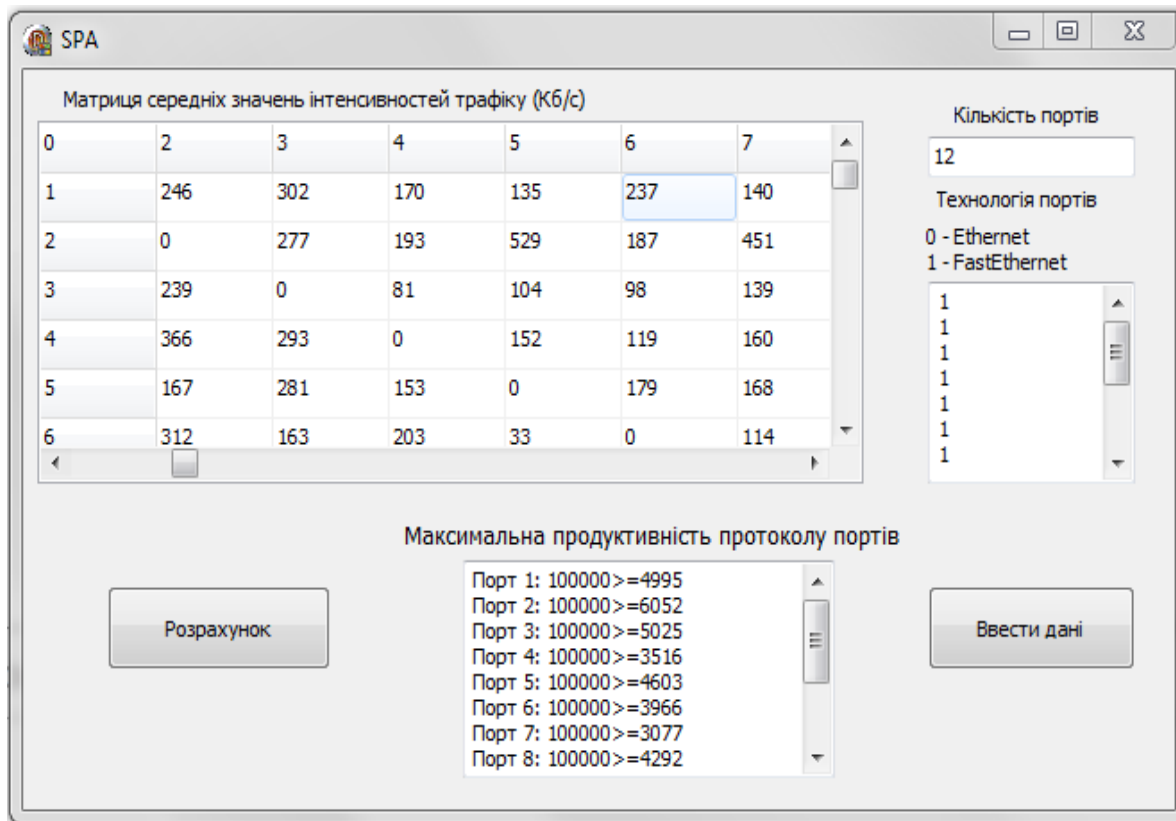 SPA
Матриця середніх значень інтенсивностей трафіку (Кб/с)
0 2 3 4 5 6 7
1 246 302 170 135 237 140
2 0 277 193 529 187 451
3 239 0 81 104 98 139
4 366 293 0 152 119 160
5 167 281 153 0 179 168
6 312 163 203 33 0 114
Кількість портів
12
Технологія портів
0 - Ethernet
1 - FastEthernet
1
1
1
1
1
1
1
Максимальна продуктивність протоколу портів
Розрахунок
Порт 1: 100000>=4995
Порт 2: 100000>=6052
Порт 3: 100000>=5025
Порт 4: 100000>=3516
Порт 5: 100000>=4603
Порт 6: 100000>=3966
Порт 7: 100000>=3077
Порт 8: 100000>=4292
Ввести дані